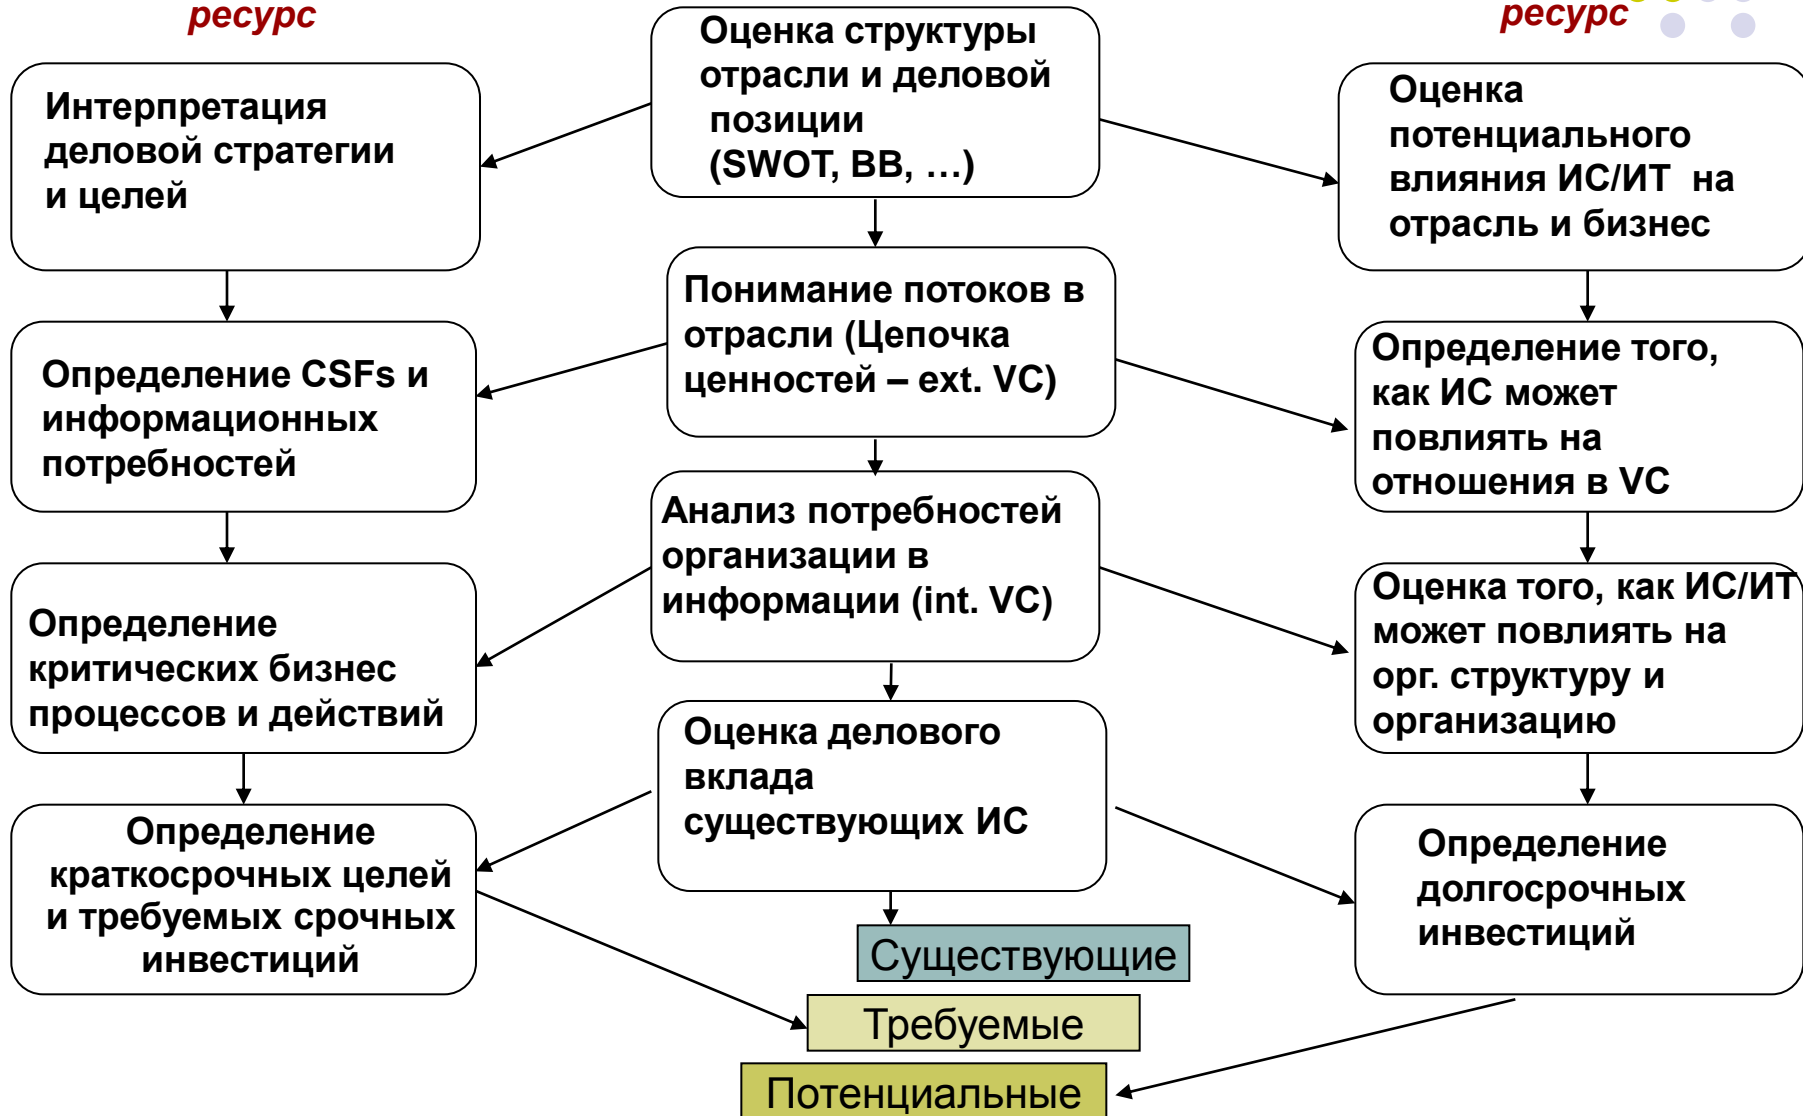 ресурс
ресурс
Оценка структуры
отрасли и деловой
позиции
(SWOT, BB, …)
Интерпретация
деловой стратегии
и целей
Оценка
потенциального
влияния ИС/ИТ на
отрасль и бизнес
Понимание потоков в
отрасли (Цепочка
ценностей – ext. VC)
Определение CSFs и
информационных
потребностей
Определение того,
как ИС может
повлиять на
отношения в VC
Анализ потребностей
организации в
информации (int. VC)
Определение
критических бизнес
процессов и действий
Оценка того, как ИС/ИТ
может повлиять на
орг. структуру и
организацию
Оценка делового
вклада
существующих ИС
Определение
краткосрочных целей
и требуемых срочных
инвестиций
Определение
долгосрочных
инвестиций
Существующие
Требуемые
Потенциальные